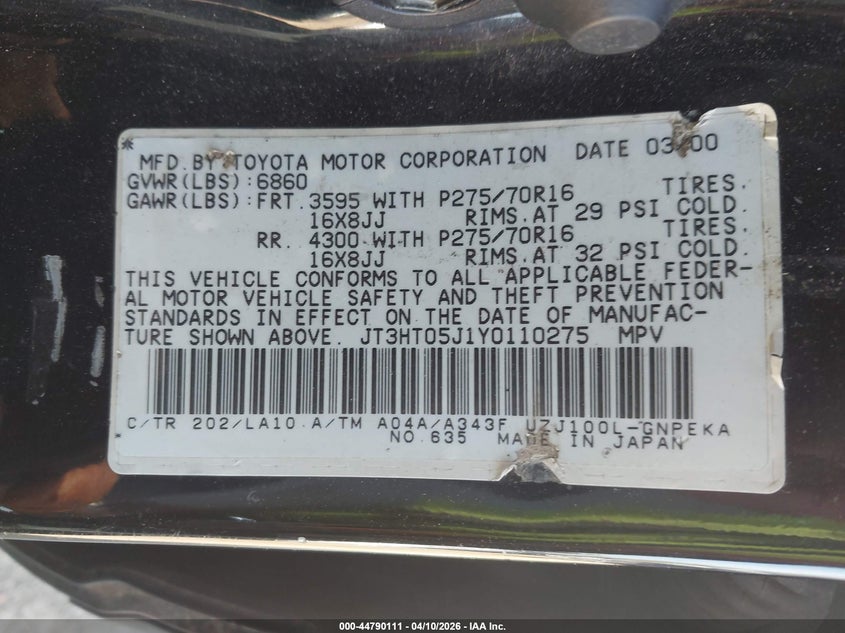 * MFD.BY TOYOTA MOTOR CORPORATION DATE 03/00
GVWR(LBS):6860
GAWR(LBS):FRT.3595 WITH P275/70R16 TIRES.
16X8JJ RIMS.AT 29 PSI COLD.
RR. 4300 WITH P275/70R16 TIRES.
16X8JJ RIMS.AT 32 PSI COLD.
THIS VEHICLE CONFORMS TO ALL APPLICABLE FEDER-
AL MOTOR VEHICLE SAFETY AND THEFT PREVENTION
STANDARDS IN EFFECT ON THE DATE OF MANUFAC-
TURE SHOWN ABOVE. JT3HT05J1Y0110275 MPV
C/TR 202/LA10 A/TM A04A/A343F UZJ100L-GNPEKA
NO.635 MADE IN JAPAN
000-44790111 - 04/10/2026 - IAA Inc.